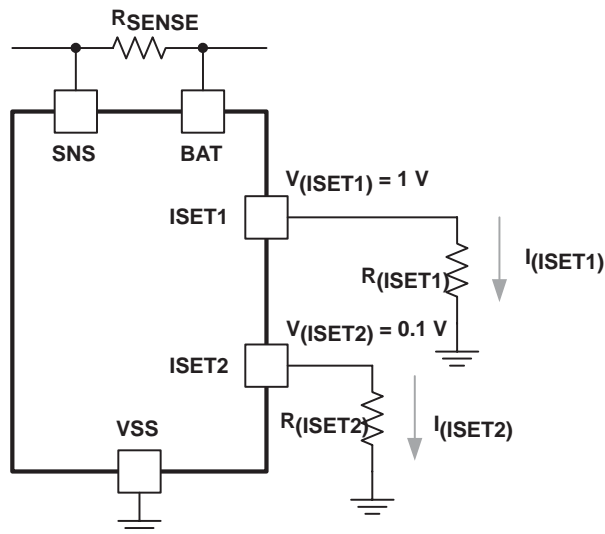 RSENSE
SNS
BAT
V(ISET1) = 1 V
ISET1
I(ISET1)
R(ISET1)
V(ISET2) = 0.1 V
ISET2
R(ISET2)
I(ISET2)
VSS